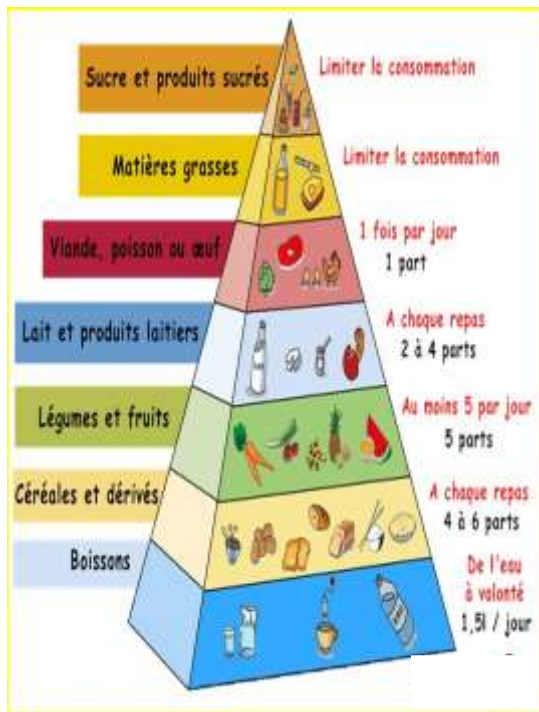 Sucre et produits sucrés
Limiter la consommation
Matières grasses
Limiter la consommation
Viande, poisson ou œuf
1 fois par jour
1 part
Lait et produits laitiers
A chaque repas
2 à 4 parts
Légumes et fruits
Au moins 5 par jour
5 parts
Céréales et dérivés
A chaque repas
4 à 6 parts
Boissons
De l'eau
à volonté
1,5l / jour